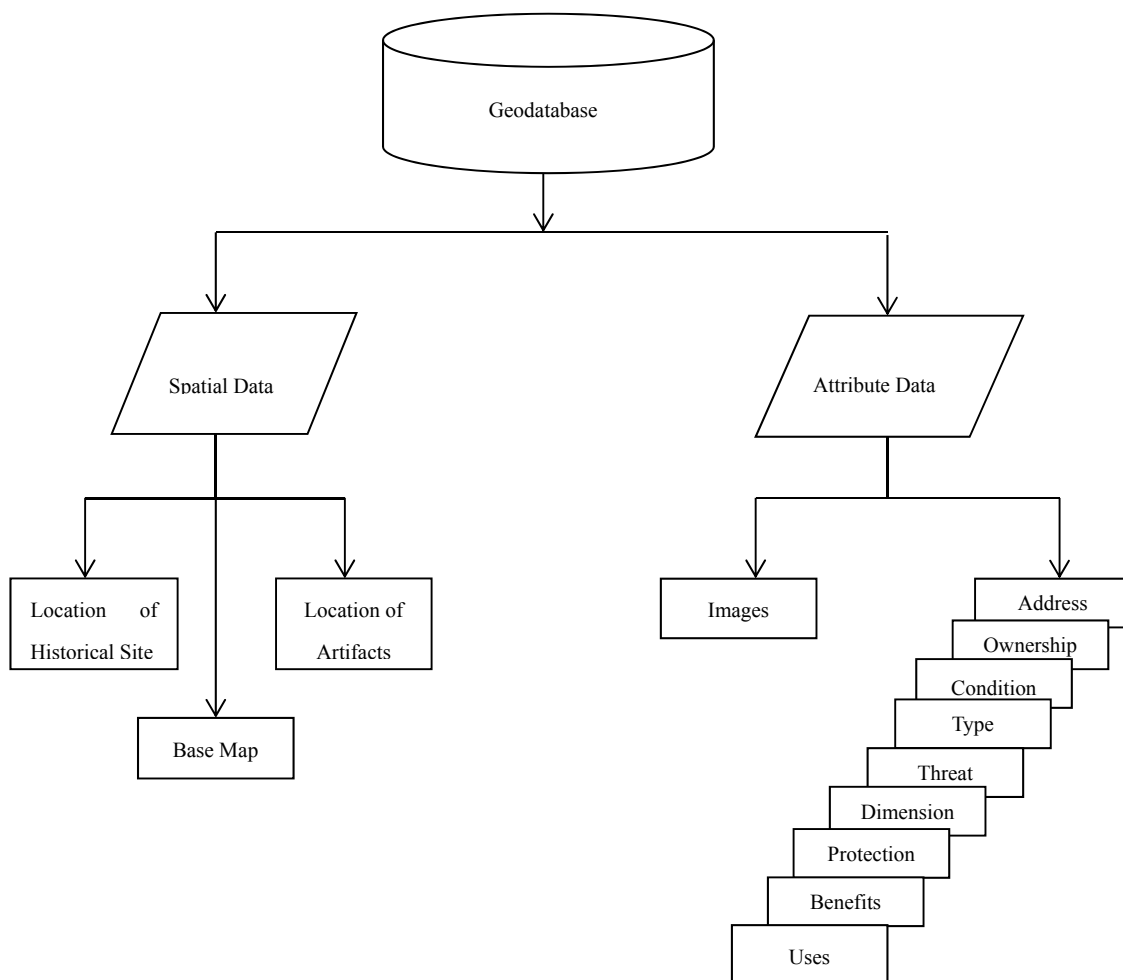 Geodatabase
Spatial Data
Attribute Data
Location of
Historical Site
Location of
Artifacts
Base Map
Images
Address
Ownership
Condition
Type
Threat
Dimension
Protection
Benefits
Uses